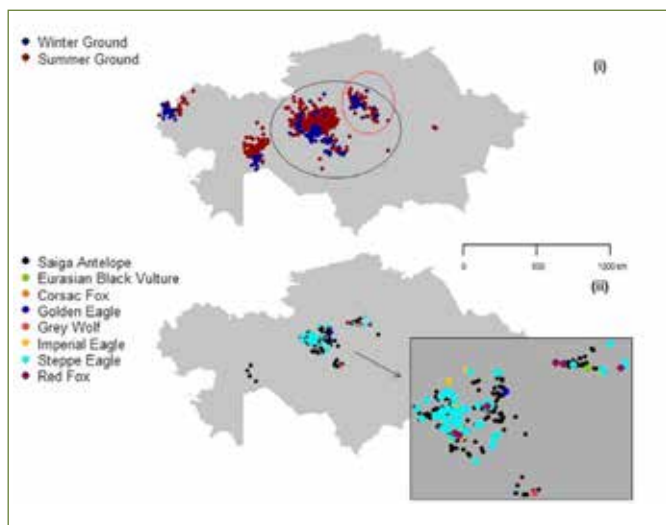 Winter Ground
Summer Ground
(i)
Saiga Antelope
Eurasian Black Vulture
Corsac Fox
Golden Eagle
Grey Wolf
Imperial Eagle
Steppe Eagle
Red Fox
0 500 1000 km
(ii)